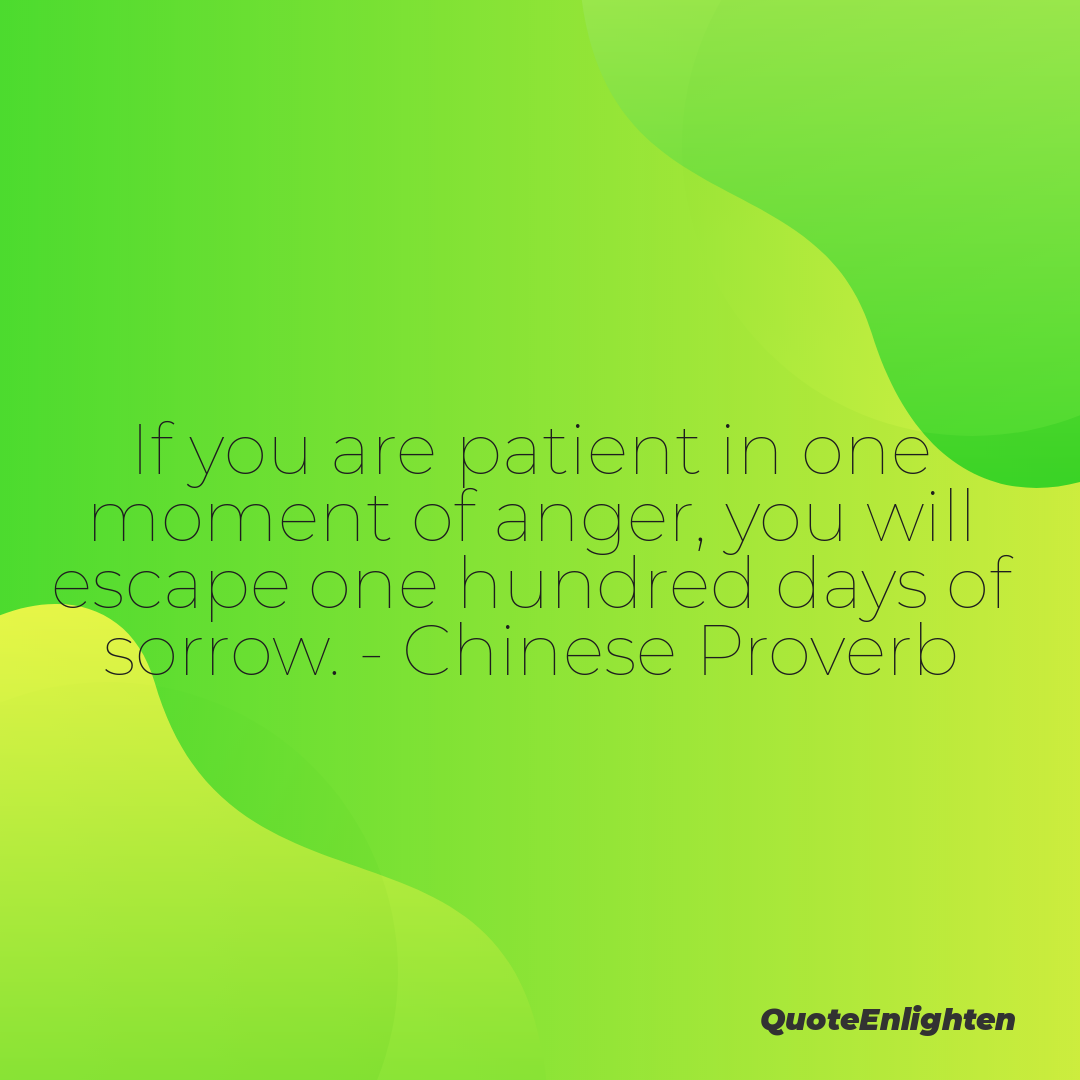 If you are patient in one
moment of anger, you will
escape one hundred days of
sorrow. - Chinese Proverb
QuoteEnlighten